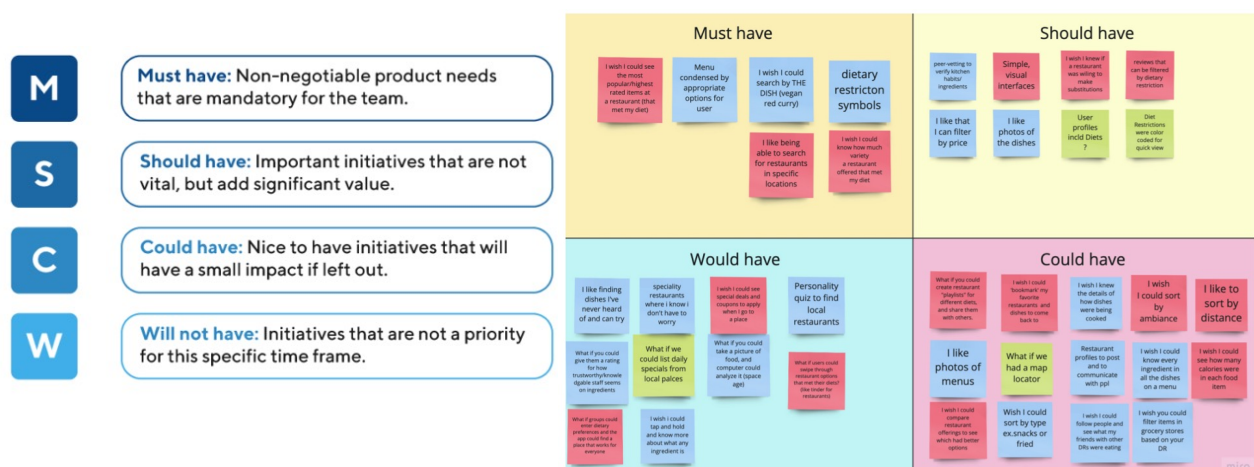 M
Must have: Non-negotiable product needs
that are mandatory for the team.
S
Should have: Important initiatives that are not
vital, but add significant value.
C
Could have: Nice to have initiatives that will
have a small impact if left out.
W
Will not have: Initiatives that are not a priority
for this specific time frame.
Must have
I wish I could see
the most
popular/highest
rated items at
a restaurant (that
met my diet)
Menu
condensed by
appropriate
options for
user
I wish I could
search by THE
DISH (vegan
red curry)
dietary
restricton
symbols
I like being
able to search
for restaurants
in specific
locations
I wish I could
know how much
variety
a restaurant
offered that met
my diet
Should have
peer-vetting to
verify kitchen
habits/
ingredients
Simple,
visual
interfaces
I wish I knew if
a restaurant
was wiling to
make
substitutions
reviews that can
be filtered by
dietary
restriction
I like that
I can filter
by price
I like
photos of
the dishes
User
profiles
incld Diets
?
Diet
Restrictions
were color
coded for
quick view
Would have
I like finding
dishes I've
never heard
of and can try
speciality
restaurants
where i know i
don't have to
worry
I wish I could see
special deals and
coupons to apply
when I go to
a place
Personality
quiz to find
local
restaurants
What if you could
give them a rating
for how
trustworthy/knowle
dgable staff seems
on ingredients
What if we
could list daily
specials from
local palces
What if you could
take a picture of
food, and
computer could
analyze it (space
age)
What if users could
swipe through
restaurant options
that met their diets?
(like tinder for
restaurants)
What if groups could
enter dietary
preferences and the
app could find a
place that works for
everyone
I wish i could
tap and hold
and know more
about what any
ingredient is
Could have
What if you could
create restaurant
"playlists" for
different diets,
and share them
with others.
I wish I could
'bookmark' my
favorite
restaurants and
dishes to come
back to
I wish I knew
the details of
how dishes
were being
cooked
I wish
I could sort
by
ambiance
I like to
sort by
distance
I like
photos of
menus
What if we
had a map
locator
Restaurant
profiles to post
and to
communicate
with ppl
I wish I could
know every
ingredient in
all the dishes
on a menu
I wish I could
see how many
calories were
in each food
item
I wish I could
compare
restaurant
offerings to see
which had better
options
Wish I could
sort by type
ex.snacks or
fried
I wish I could
follow people and
see what my
friends with other
DRs were eating
I wish you could
filter items in
grocery stores
based on your
DR
miro